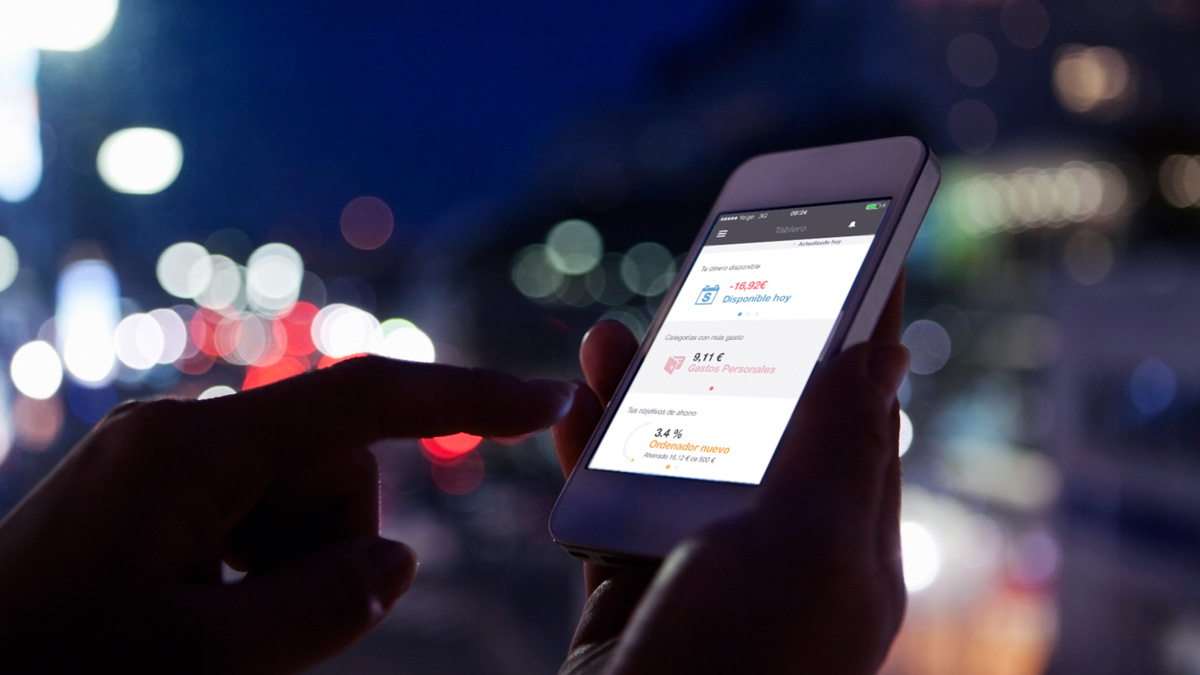 Yoigo 3G 09:24
Tablero
Actualizado hoy
Tu dinero disponible
-16,92€
Disponible hoy
Categorías con más gasto
9,11 €
Gastos Personales
Tus objetivos de ahorro
3.4 %
Ordenador nuevo
Ahorrado 16,12 € de 500 €